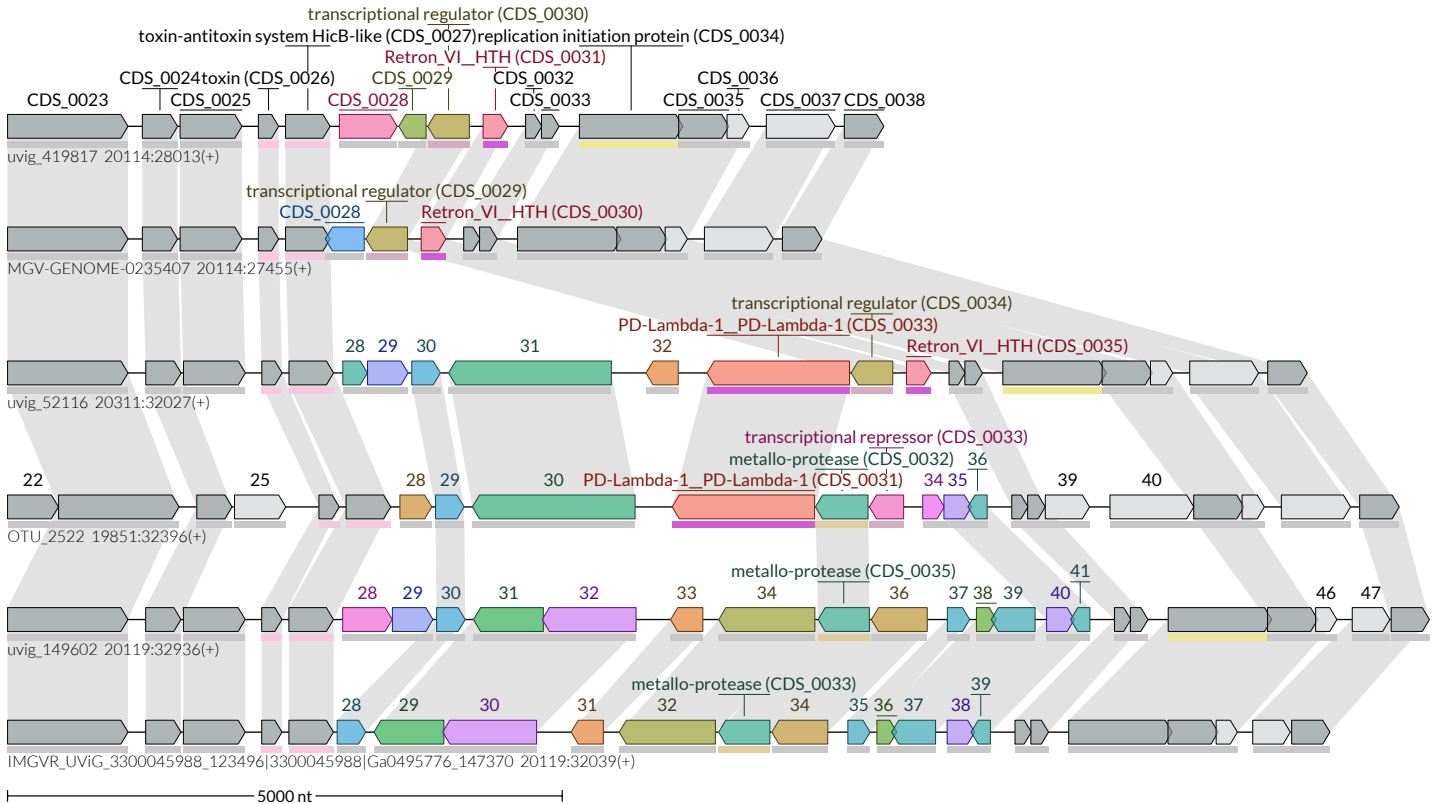 transcriptional regulator (CDS_0030)
toxin-antitoxin system HicB-like (CDS_0027) replication initiation protein (CDS_0034)
Retron_VI__HTH (CDS_0031)
CDS_0024 toxin (CDS_0026) CDS_0029 CDS_0032 CDS_0036
CDS_0023 CDS_0025 CDS_0028 CDS_0033 CDS_0035 CDS_0037 CDS_0038
uvig_419817 20114:28013(+)
transcriptional regulator (CDS_0029)
CDS_0028 Retron_VI__HTH (CDS_0030)
MGV-GENOME-0235407 20114:27455(+)
transcriptional regulator (CDS_0034)
PD-Lambda-1__PD-Lambda-1 (CDS_0033)
28 29 30 31 32 Retron_VI__HTH (CDS_0035)
uvig_52116 20311:32027(+)
transcriptional repressor (CDS_0033)
metallo-protease (CDS_0032) 36
22 25 28 29 30 PD-Lambda-1__PD-Lambda-1 (CDS_0031) 34 35 39 40
OTU_2522 19851:32396(+)
metallo-protease (CDS_0035) 41
28 29 30 31 32 33 34 36 37 38 39 40 46 47
uvig_149602 20119:32936(+)
metallo-protease (CDS_0033) 39
28 29 30 31 32 34 35 36 37 38
IMGVR_UViG_3300045988_123496|3300045988|Ga0495776_147370 20119:32039(+)
5000 nt